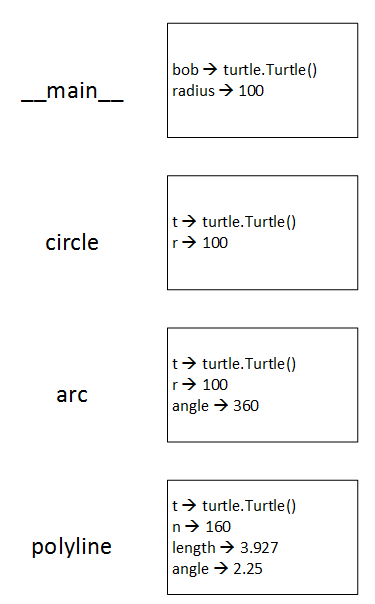 __main__
bob → turtle.Turtle()
radius → 100
circle
t → turtle.Turtle()
r → 100
arc
t → turtle.Turtle()
r → 100
angle → 360
polyline
t → turtle.Turtle()
n → 160
length → 3.927
angle → 2.25